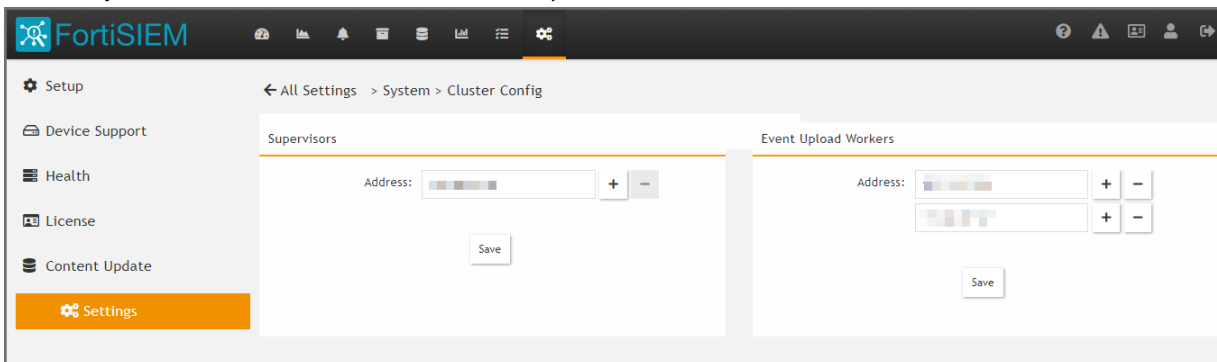 FortiSIEM
Setup
Device Support
Health
License
Content Update
Settings
All Settings > System > Cluster Config
Supervisors
Address:
Save
Event Upload Workers
Address:
Save